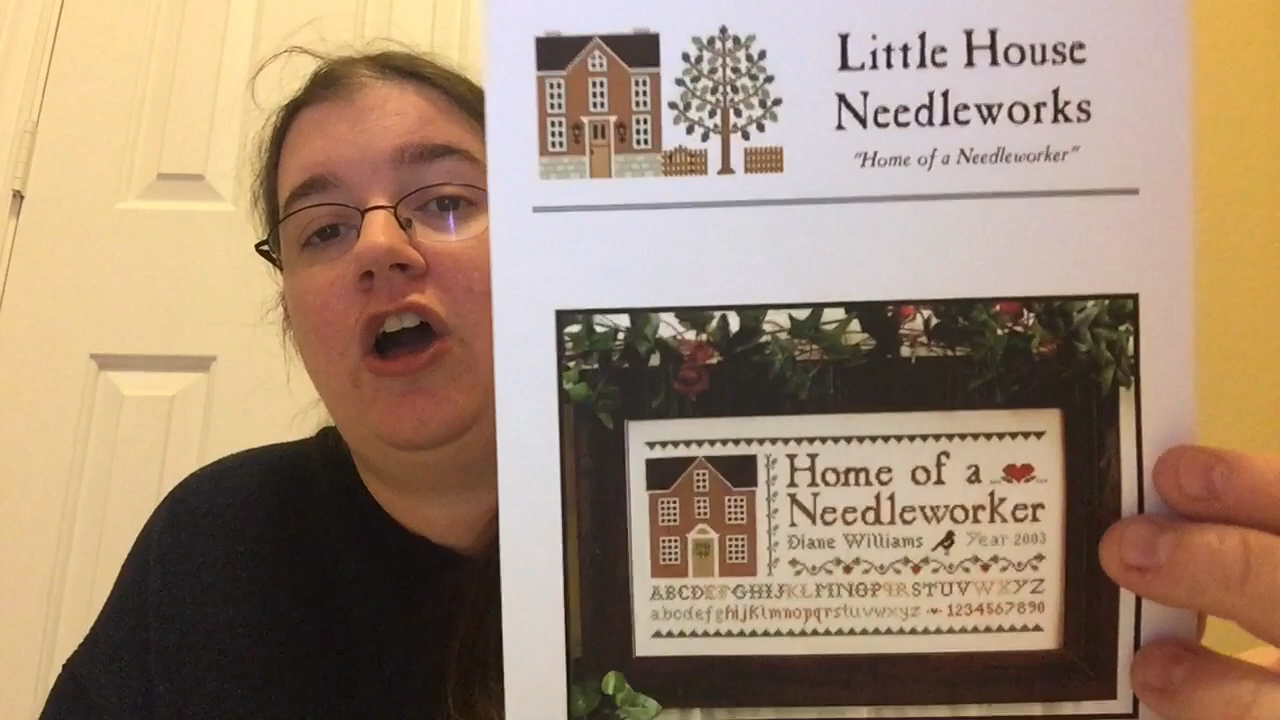 Little House
Needleworks
"Home of a Needleworker"
Home of a
Needleworker
Diane Williams Year 2003
ABCDEFGHIJKLMNOPQRSTUVWXYZ
abcdefghijklmnopqrstuvwxyz 1234567890